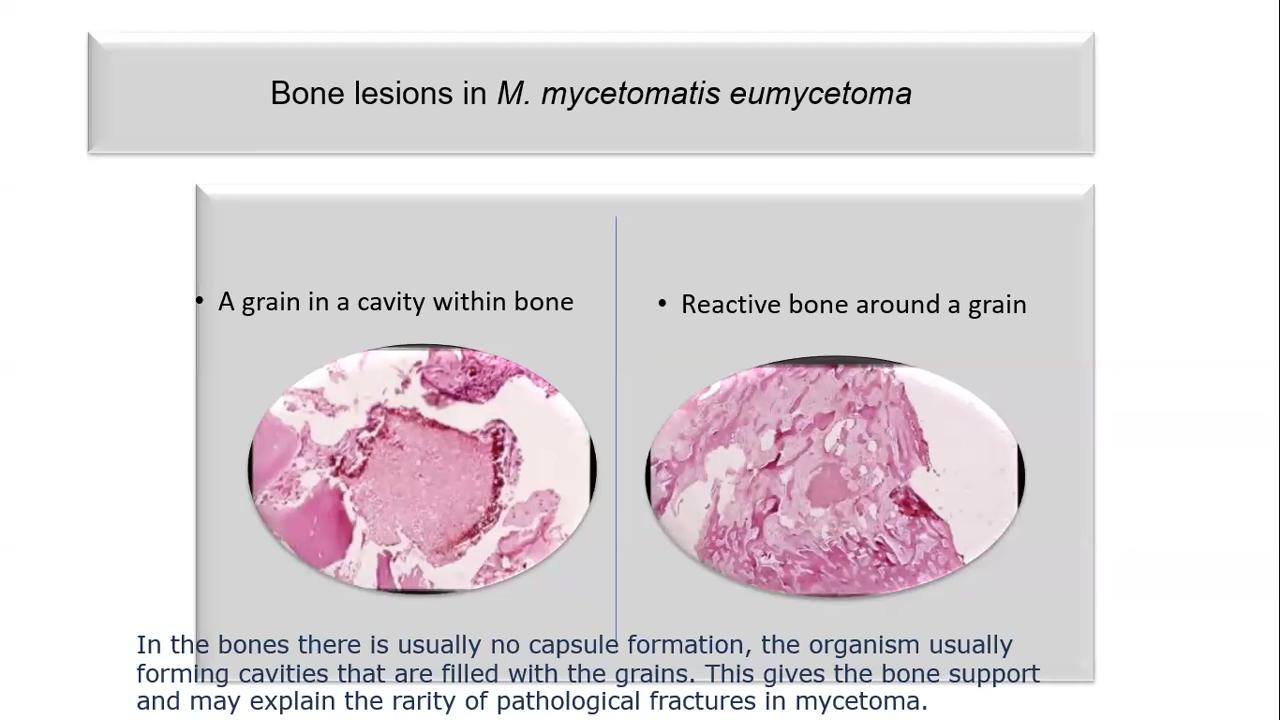 Bone lesions in M. mycetomatis eumycetoma
• A grain in a cavity within bone
• Reactive bone around a grain
In the bones there is usually no capsule formation, the organism usually
forming cavities that are filled with the grains. This gives the bone support
and may explain the rarity of pathological fractures in mycetoma.